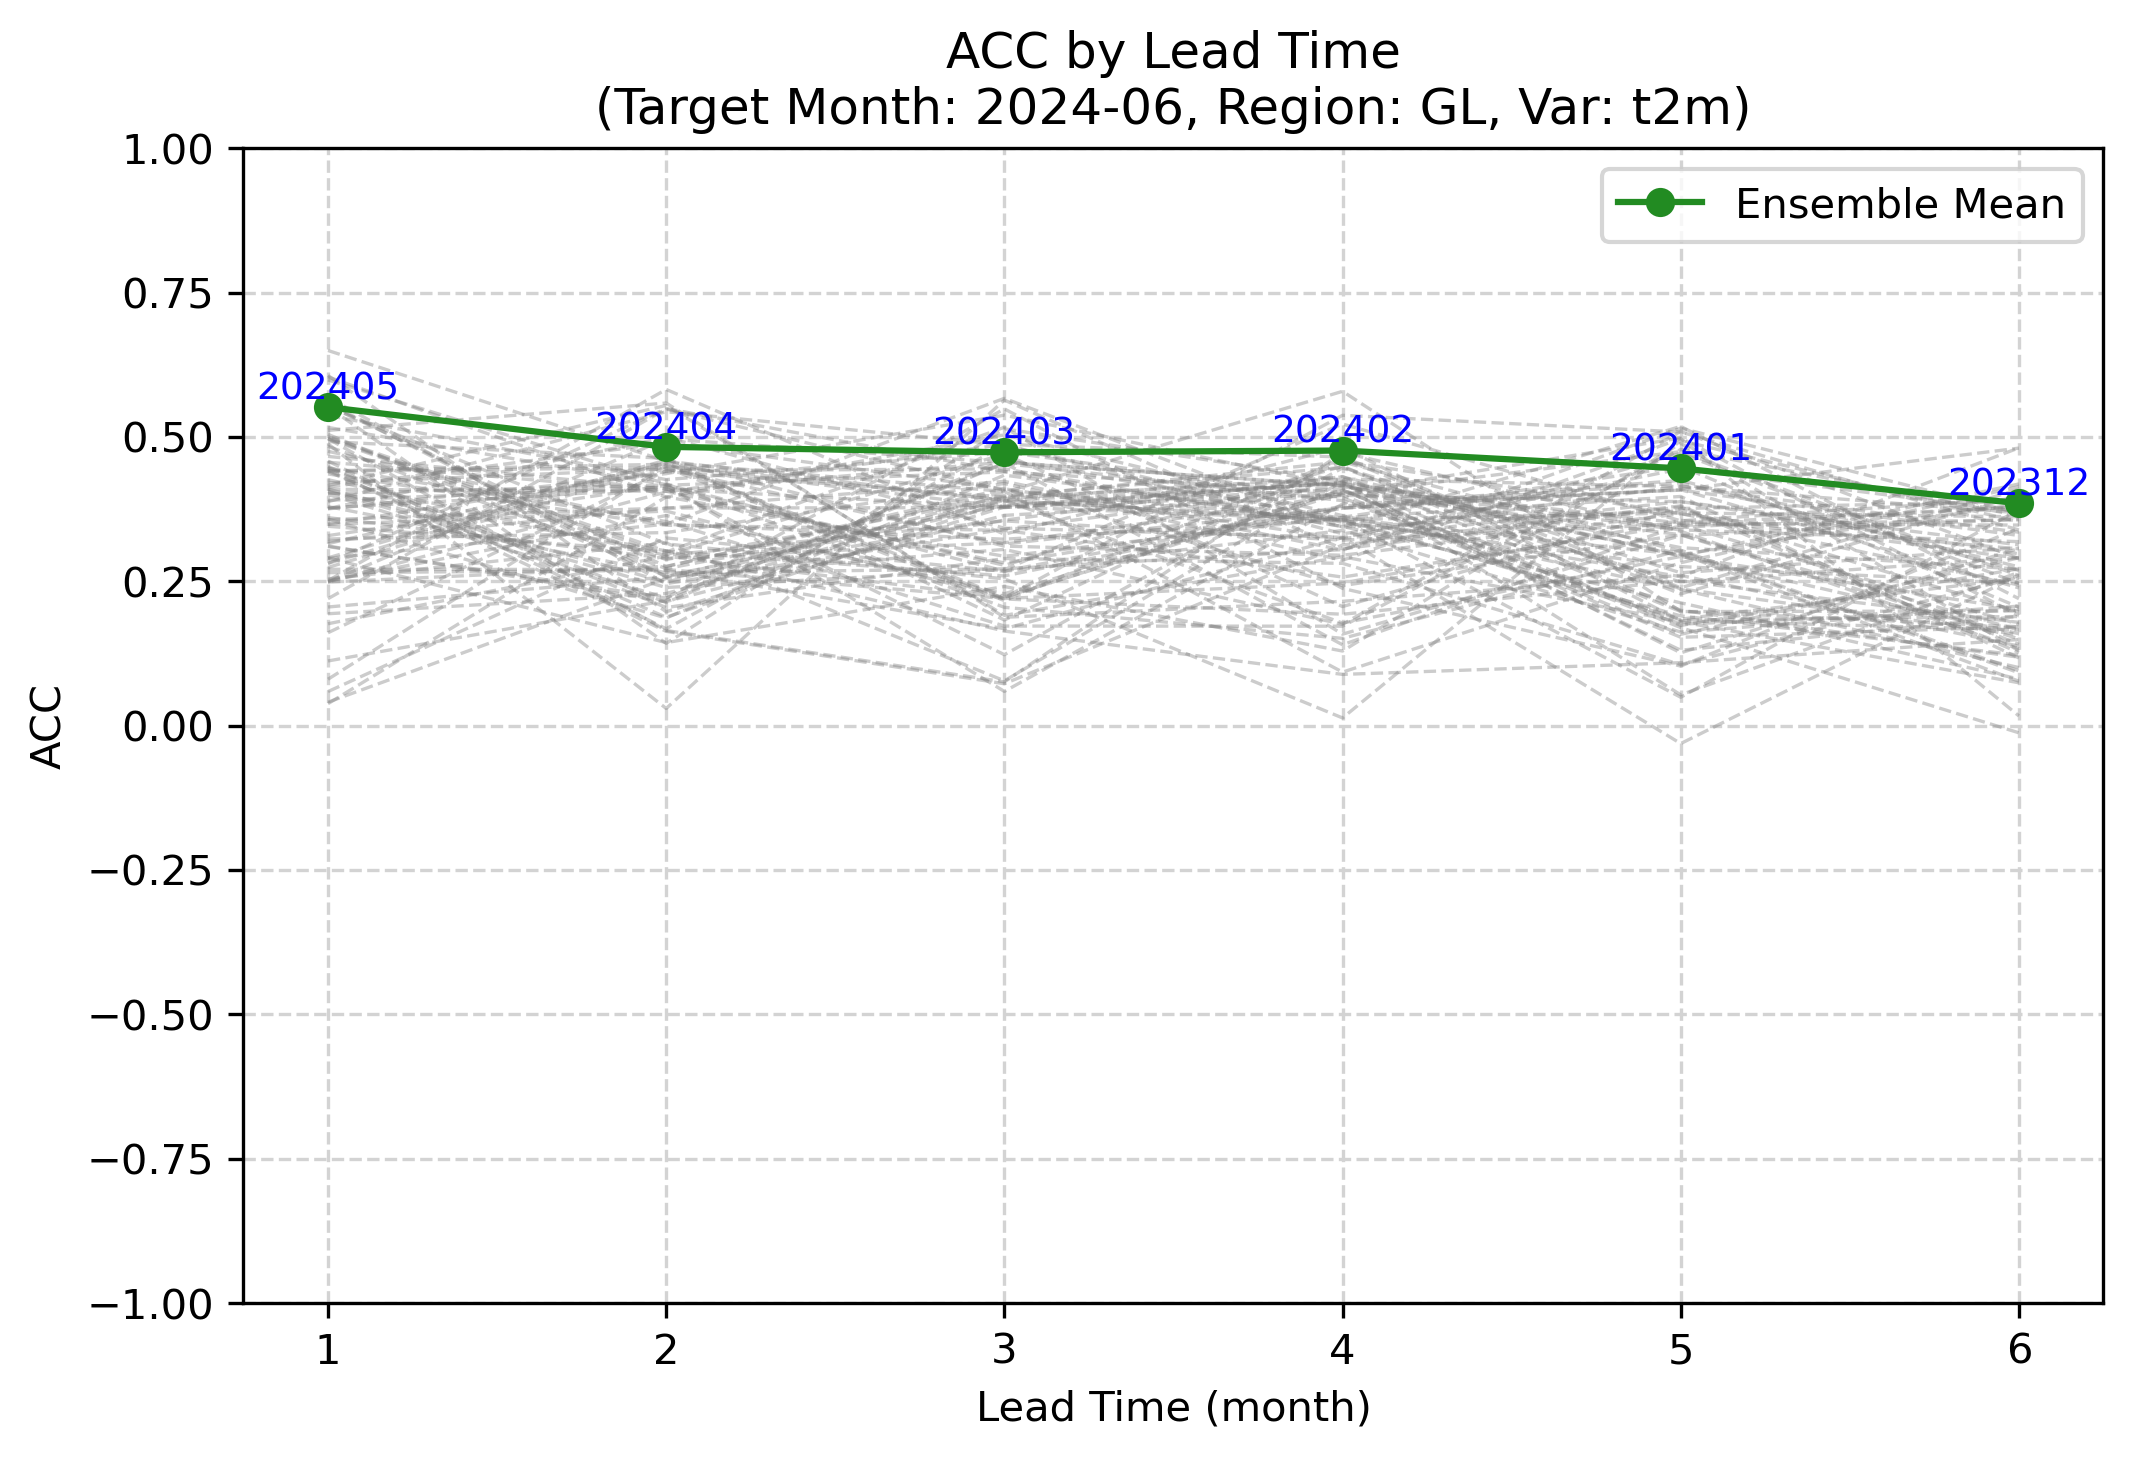 ACC by Lead Time
(Target Month: 2024-06, Region: GL, Var: t2m)
1.00
0.75
0.50
0.25
0.00
−0.25
−0.50
−0.75
−1.00
ACC
Ensemble Mean
202405
202404
202403
202402
202401
202312
1 2 3 4 5 6
Lead Time (month)